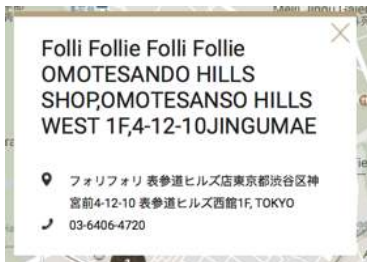 Folli Follie Folli Follie
OMOTESANDO HILLS
SHOP,OMOTESANSO HILLS
WEST 1F,4-12-10JINGUMAE
フォリフォリ 表参道ヒルズ店東京都渋谷区神
宮前4-12-10 表参道ヒルズ西館1F, TOKYO
03-6406-4720